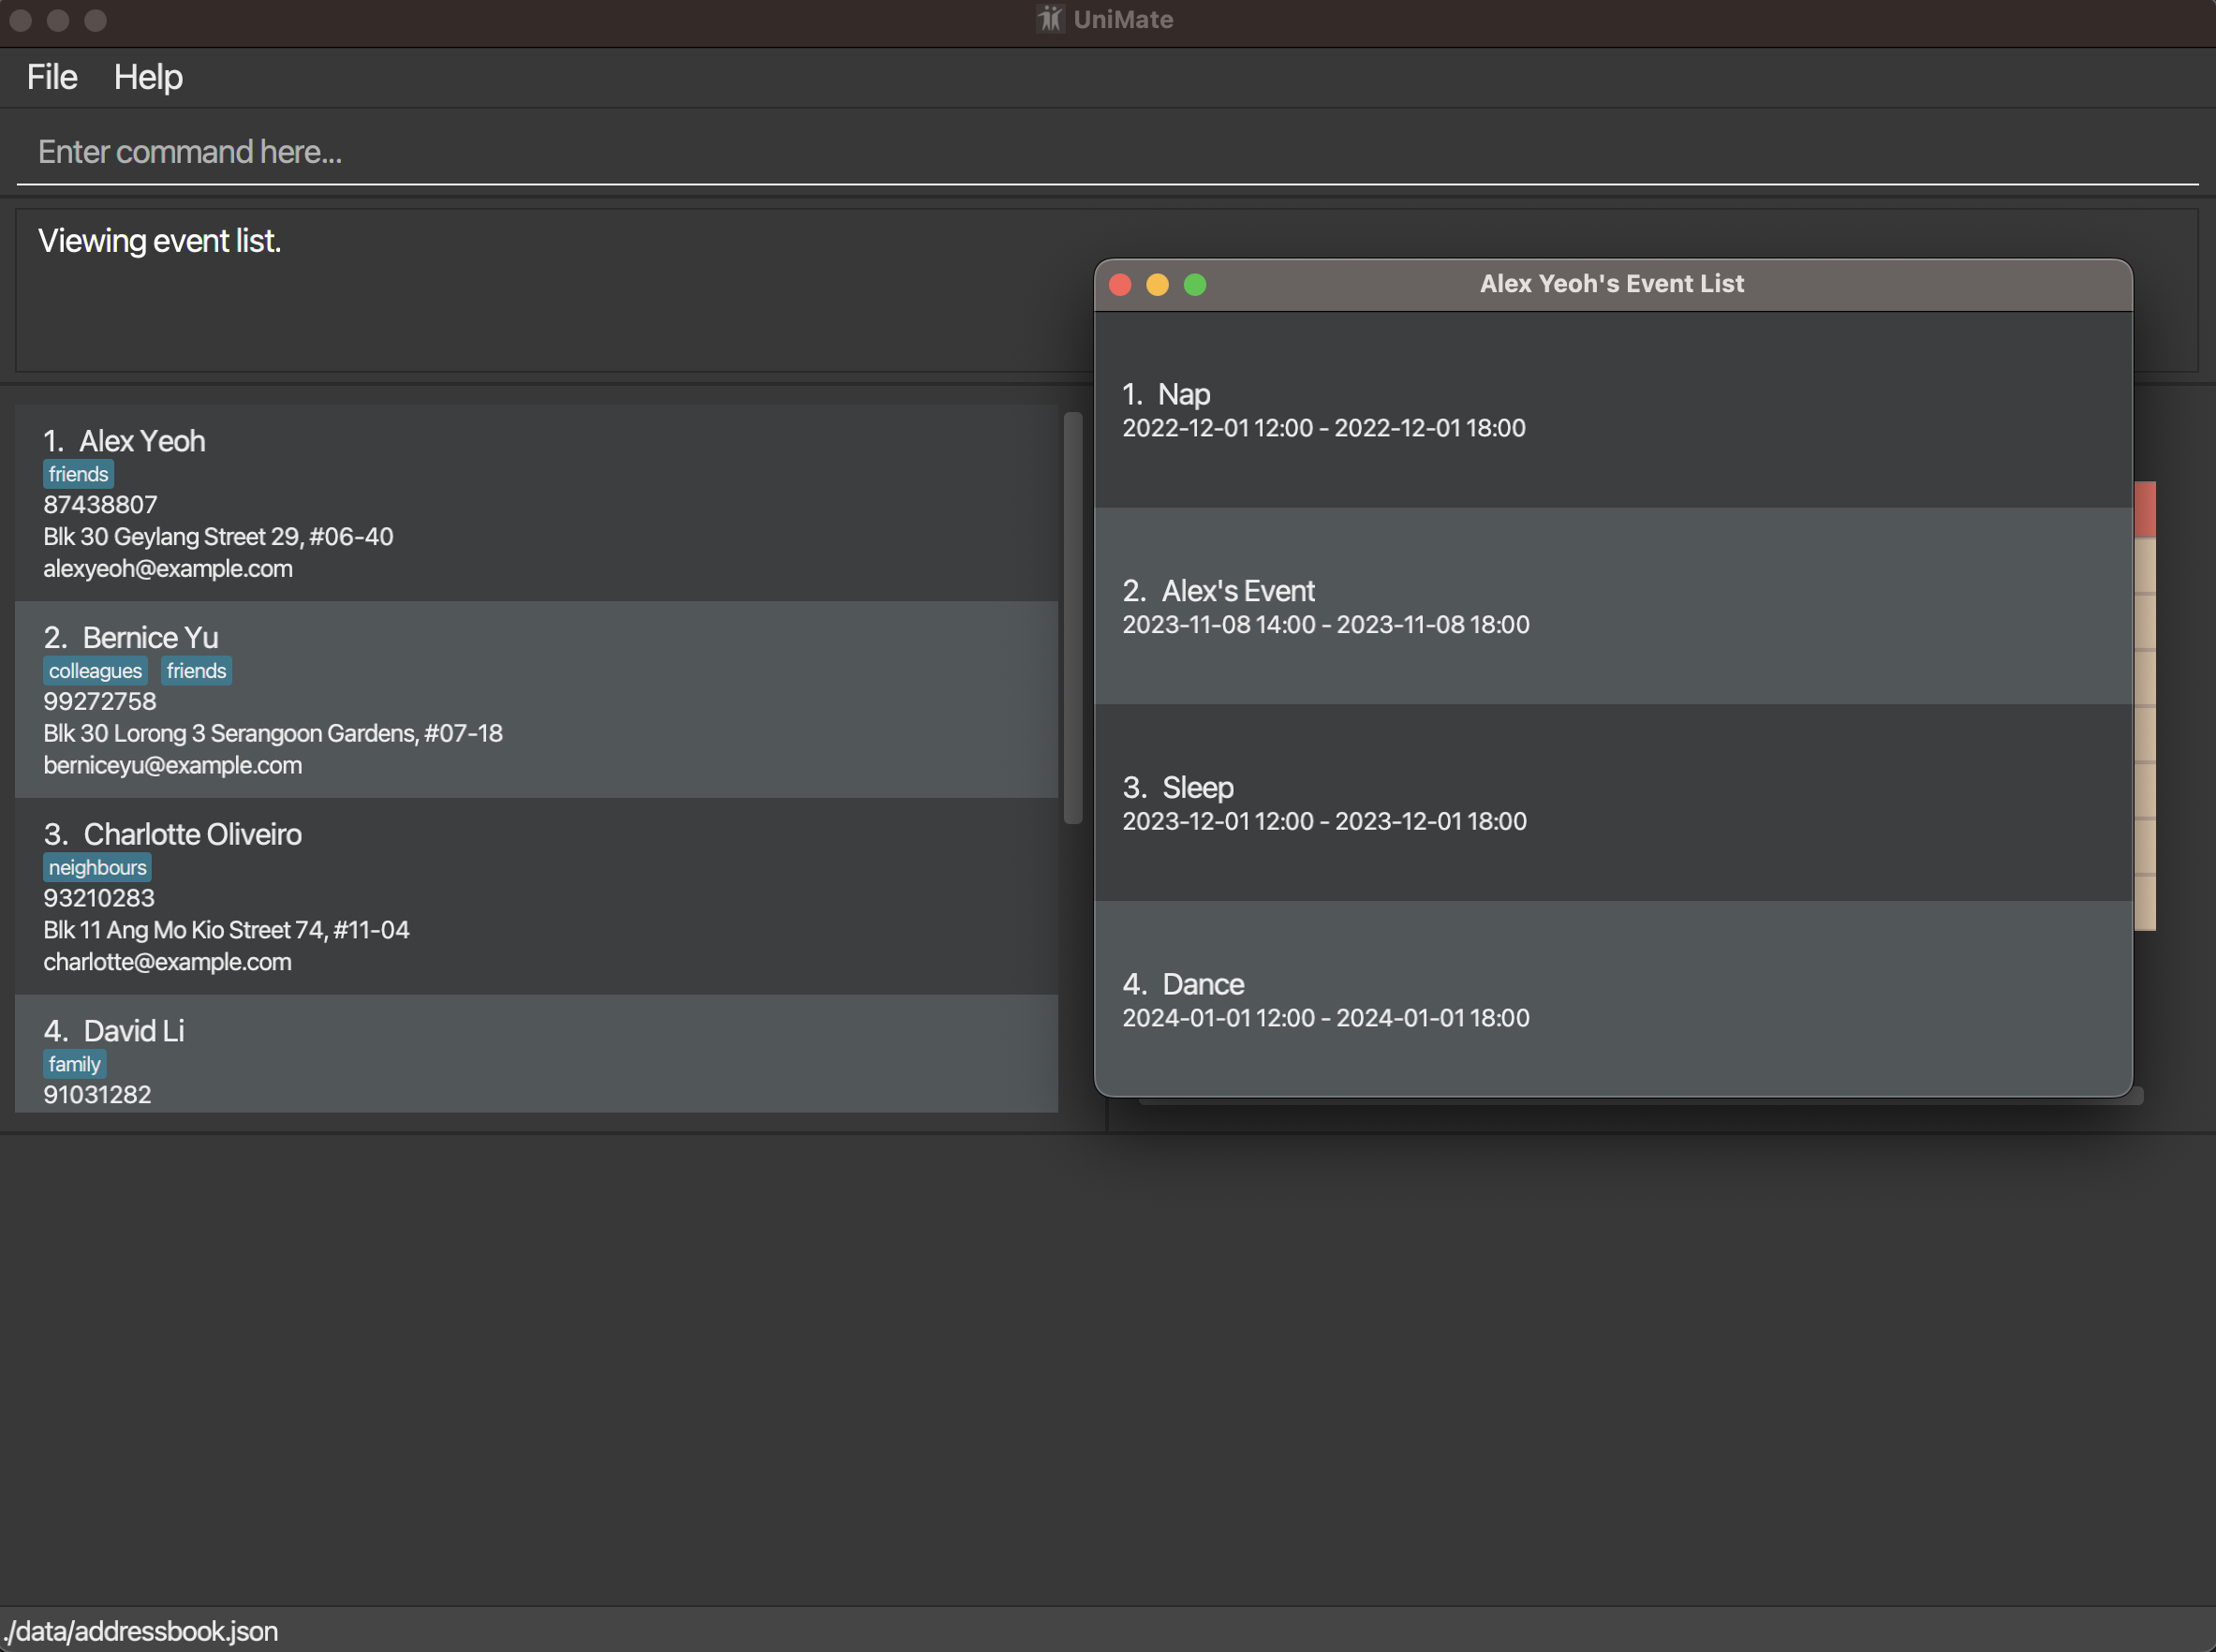 UniMate
File Help
Enter command here...
Viewing event list.
1. Alex Yeoh
friends
87438807
Blk 30 Geylang Street 29, #06-40
alexyeoh@example.com
2. Bernice Yu
colleagues friends
99272758
Blk 30 Lorong 3 Serangoon Gardens, #07-18
berniceyu@example.com
3. Charlotte Oliveiro
neighbours
93210283
Blk 11 Ang Mo Kio Street 74, #11-04
charlotte@example.com
4. David Li
family
91031282
Alex Yeoh's Event List
1. Nap
2022-12-01 12:00 - 2022-12-01 18:00
2. Alex's Event
2023-11-08 14:00 - 2023-11-08 18:00
3. Sleep
2023-12-01 12:00 - 2023-12-01 18:00
4. Dance
2024-01-01 12:00 - 2024-01-01 18:00
./data/addressbook.json